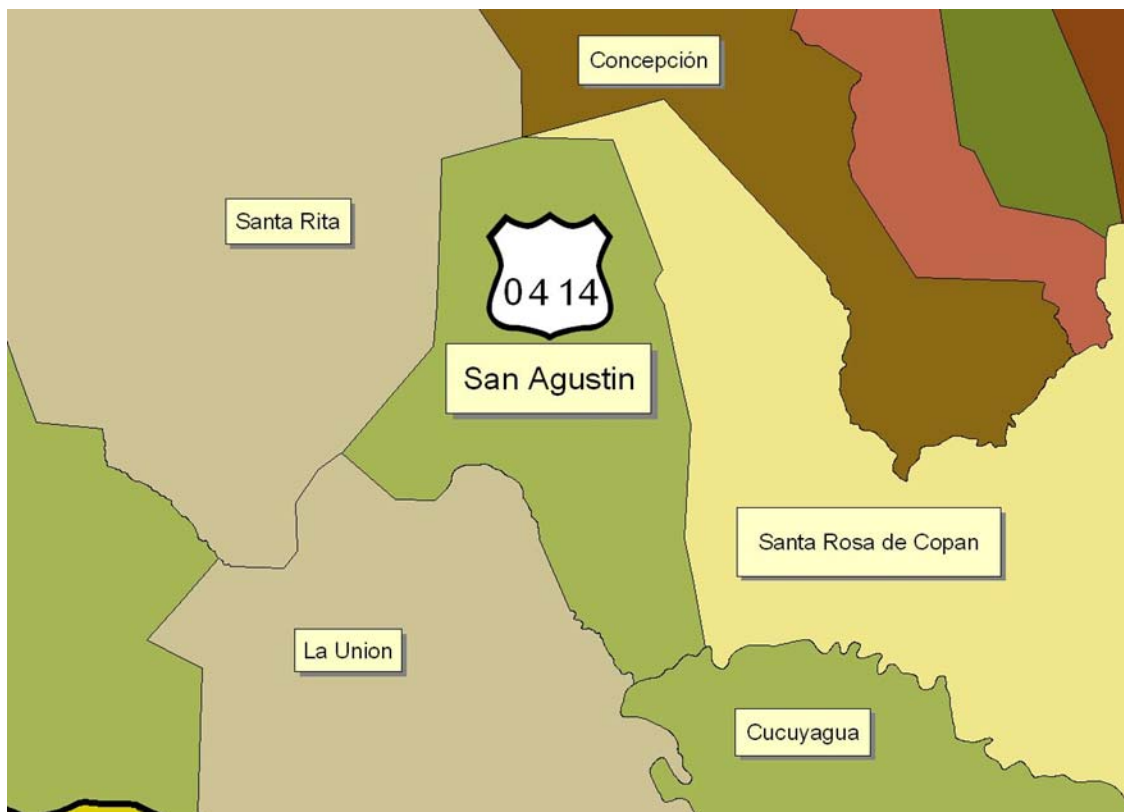 Concepción
Santa Rita
0414
San Agustin
Santa Rosa de Copan
La Union
Cucuyagua